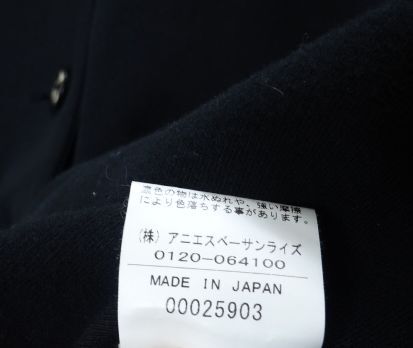 濃色の物は水ぬれや、強い摩擦
により色落ちする事があります。
(株) アニエスベーサンライズ
0120-064100
MADE IN JAPAN
00025903